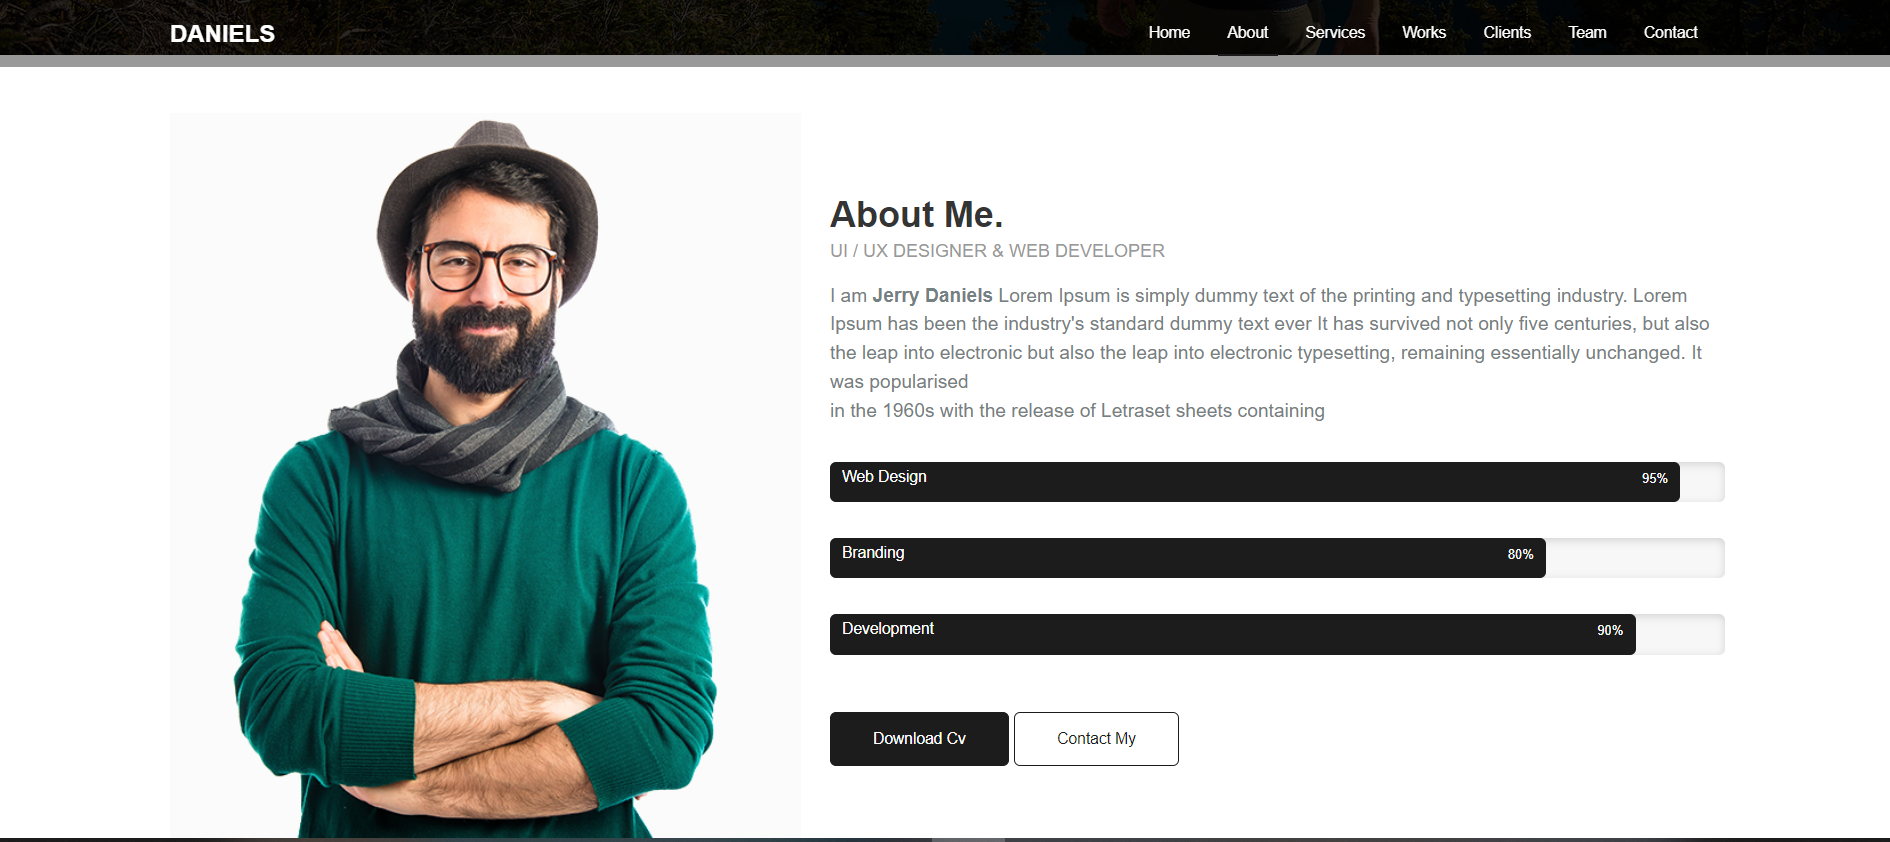 DANIELS
Home About Services Works Clients Team Contact
About Me.
UI / UX DESIGNER & WEB DEVELOPER
I am Jerry Daniels Lorem Ipsum is simply dummy text of the printing and typesetting industry. Lorem
Ipsum has been the industry's standard dummy text ever It has survived not only five centuries, but also
the leap into electronic but also the leap into electronic typesetting, remaining essentially unchanged. It
was popularised
in the 1960s with the release of Letraset sheets containing
Web Design 95%
Branding 80%
Development 90%
Download Cv Contact My